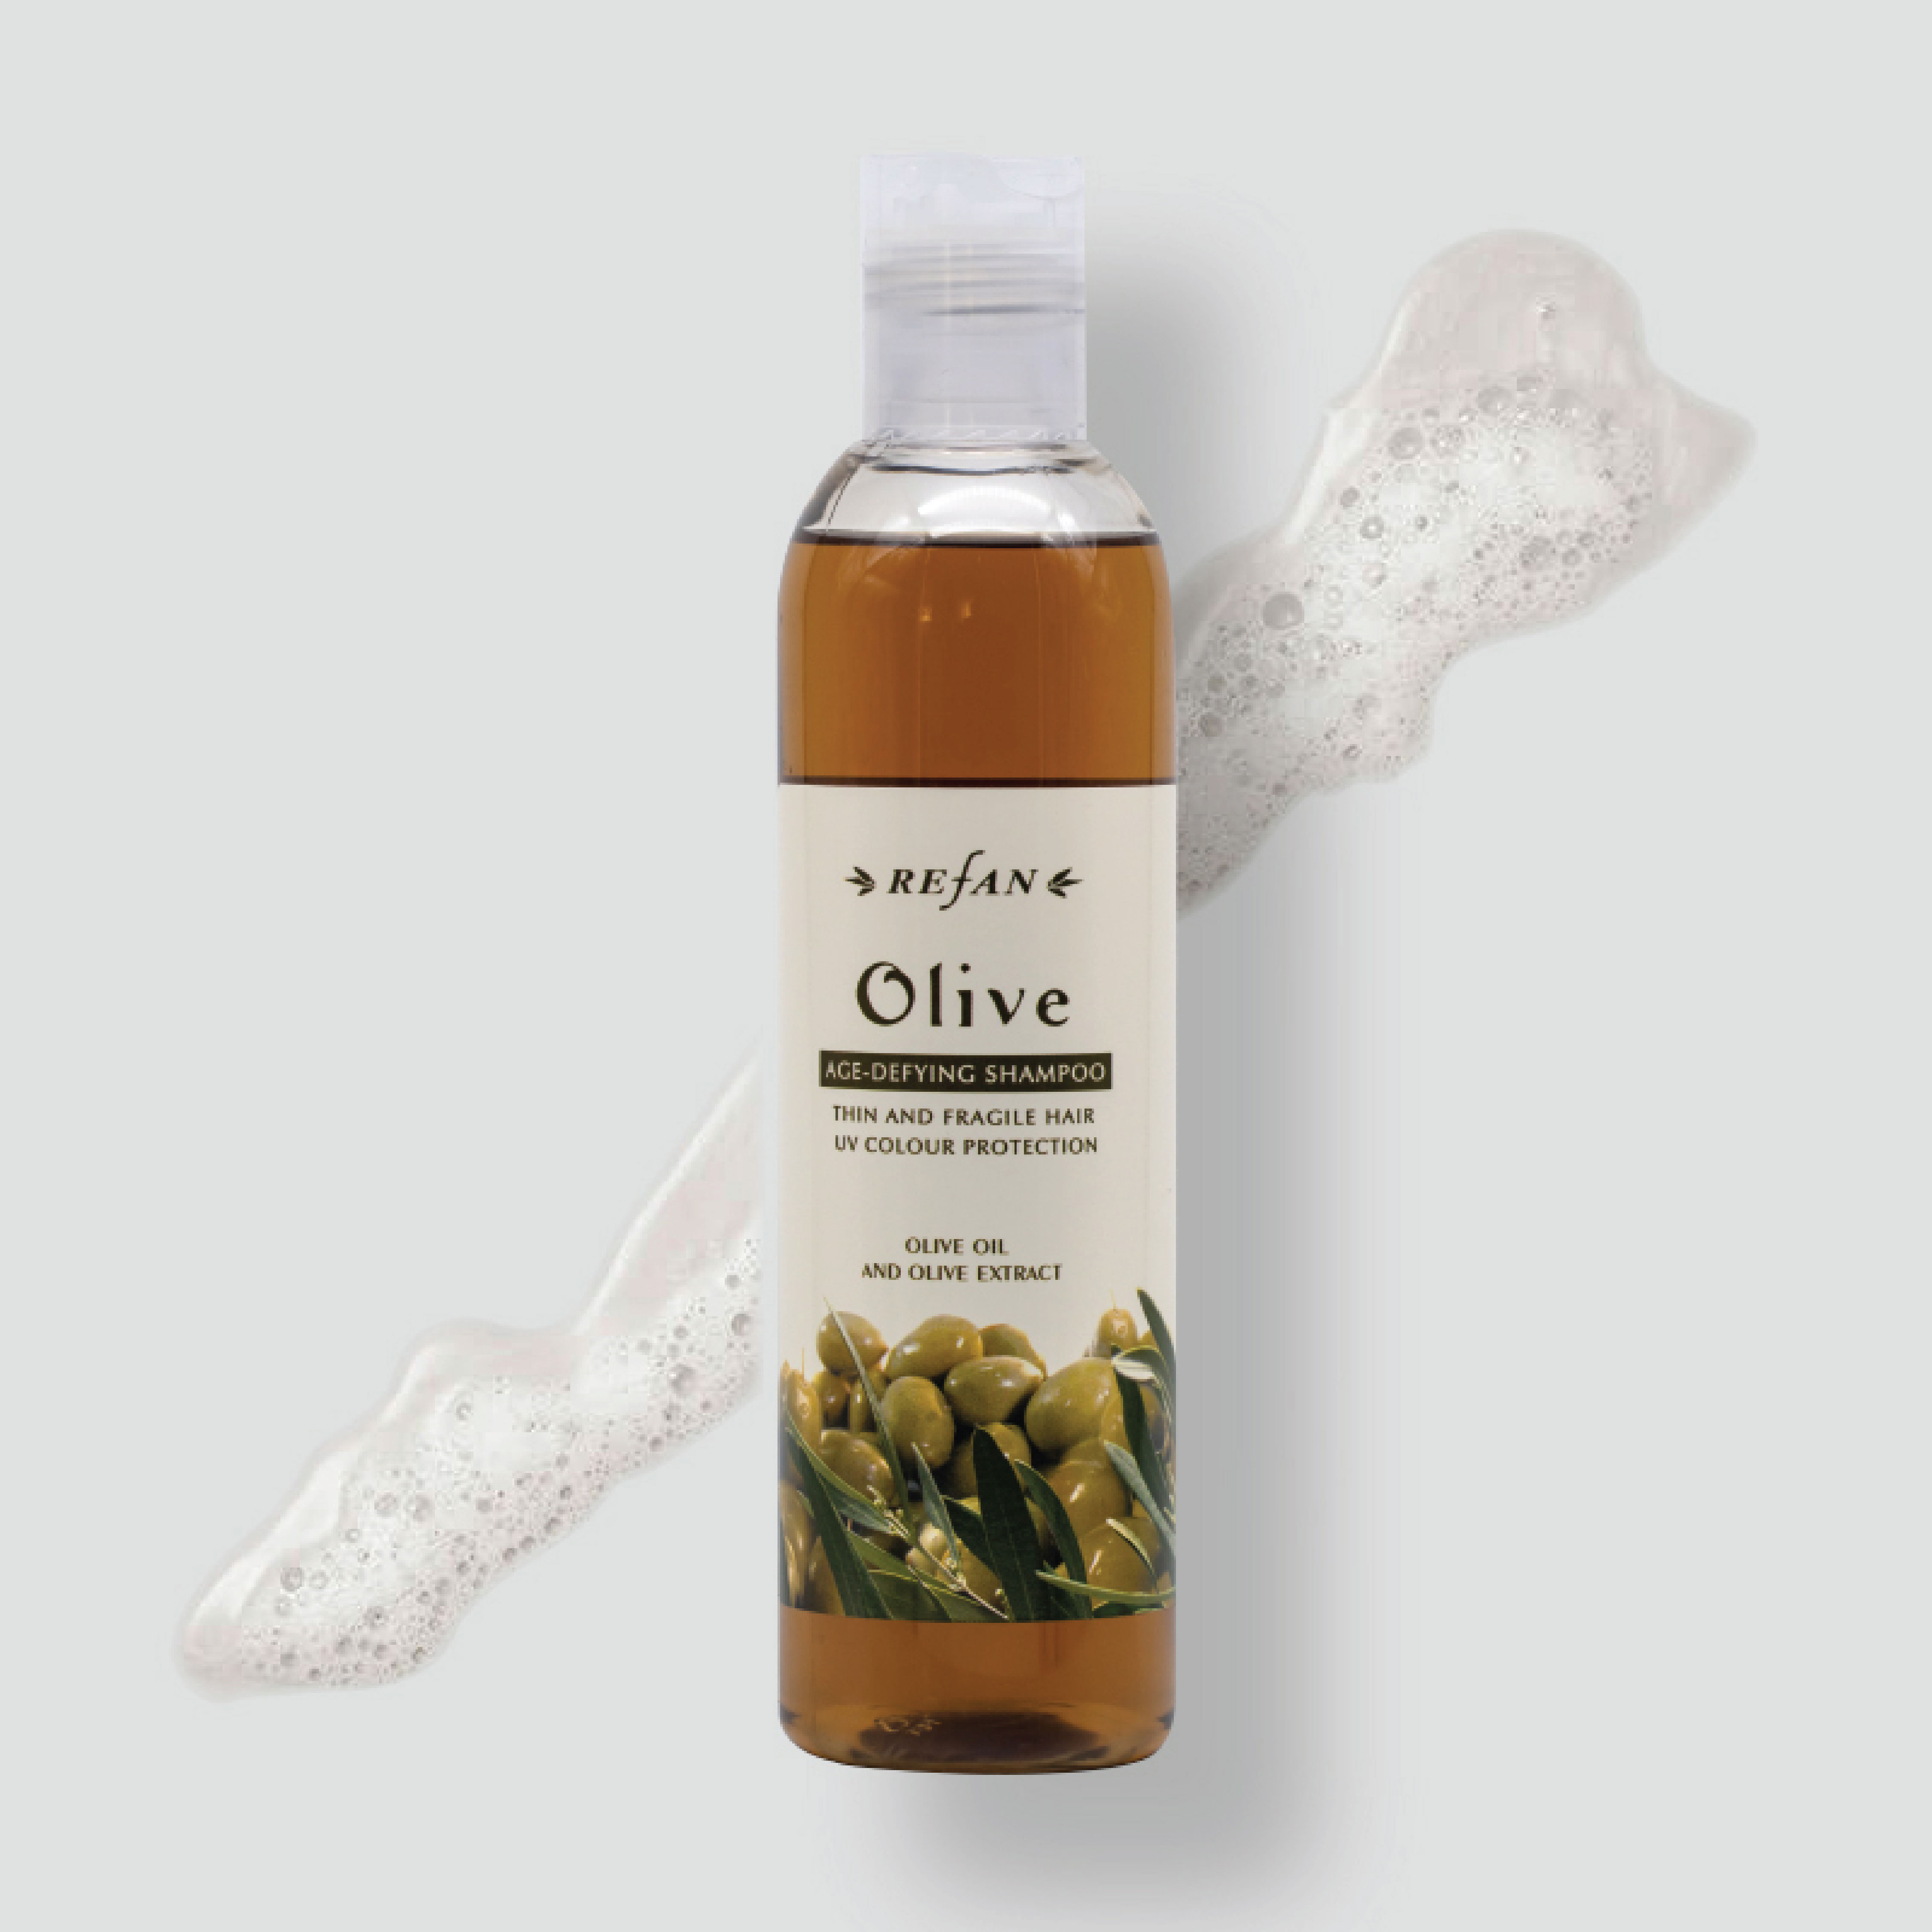 REFAN
Olive
AGE-DEFYING SHAMPOO
THIN AND FRAGILE HAIR
UV COLOUR PROTECTION
OLIVE OIL
AND OLIVE EXTRACT